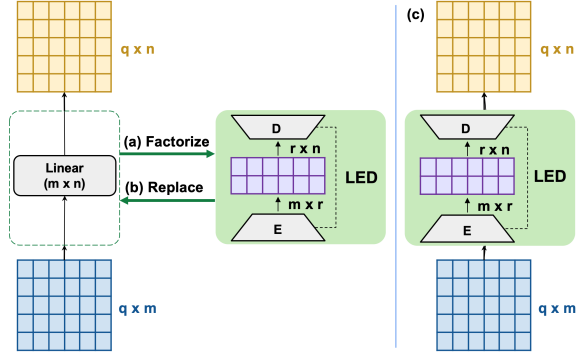 q x n
(a) Factorize
Linear
(m x n)
(b) Replace
q x m
D
r x n
LED
m x r
E
(c)
q x n
D
r x n
LED
m x r
E
q x m